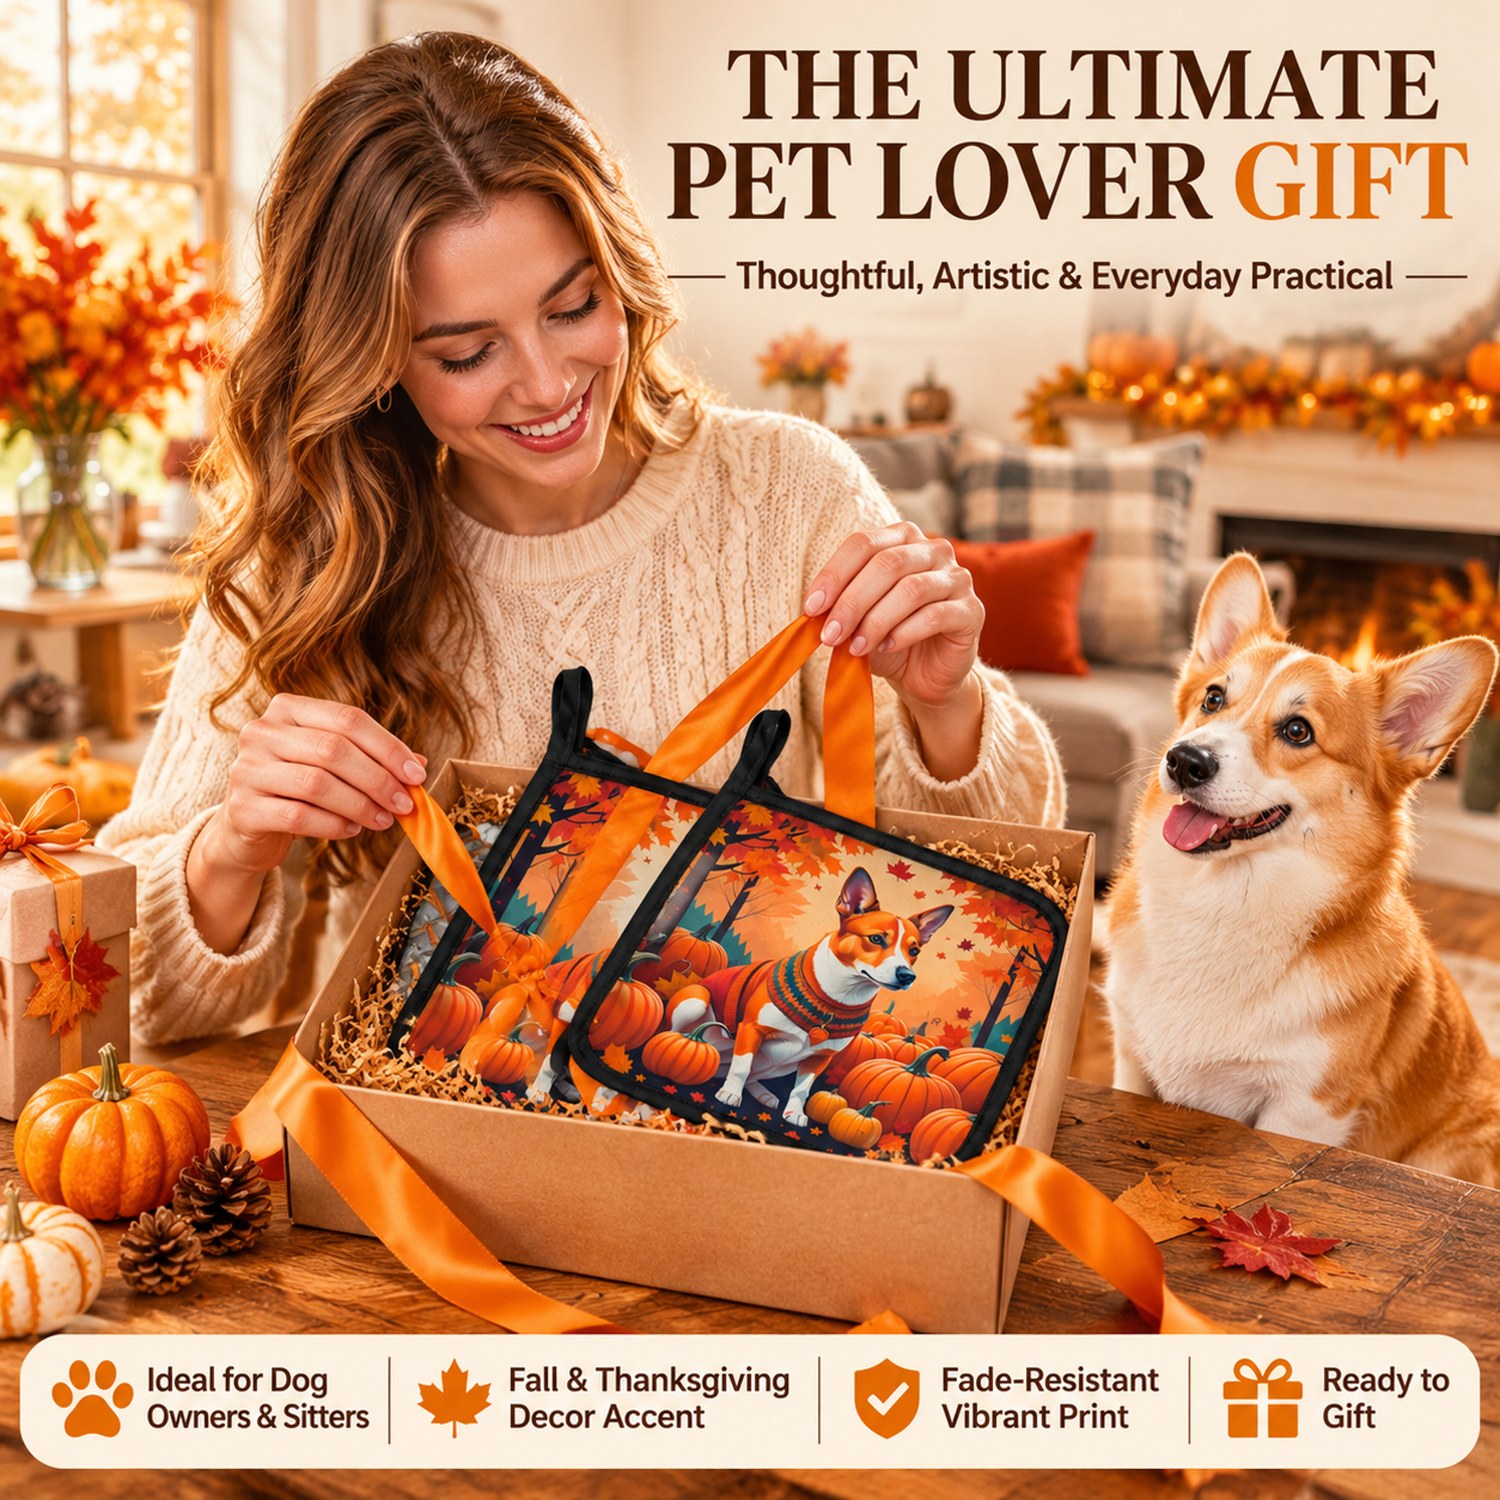 THE ULTIMATE
PET LOVER GIFT
Thoughtful, Artistic & Everyday Practical
Ideal for Dog
Owners & Sitters
Fall & Thanksgiving
Decor Accent
Fade-Resistant
Vibrant Print
Ready to
Gift